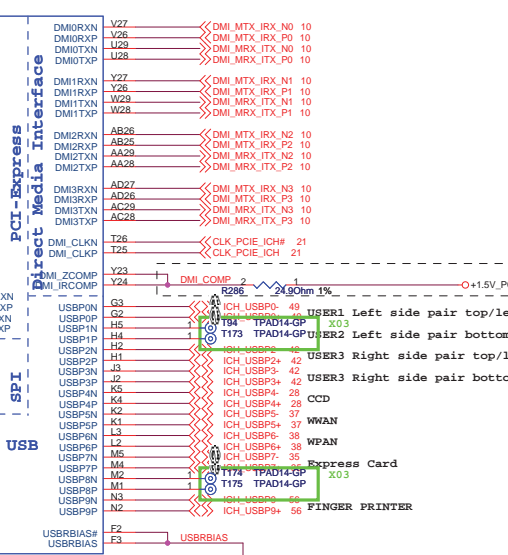 DMI0RXN V27 DMI_MTX_IRX_N0 10
DMI0RXP V26 DMI_MTX_IRX_P0 10
DMI0TXN U29 DMI_MRX_ITX_N0 10
DMI0TXP U28 DMI_MRX_ITX_P0 10
DMI1RXN Y27 DMI_MTX_IRX_N1 10
DMI1RXP Y26 DMI_MTX_IRX_P1 10
DMI1TXN W29 DMI_MRX_ITX_N1 10
DMI1TXP W28 DMI_MRX_ITX_P1 10
DMI2RXN AB26 DMI_MTX_IRX_N2 10
DMI2RXP AB25 DMI_MTX_IRX_P2 10
DMI2TXN AA29 DMI_MRX_ITX_N2 10
DMI2TXP AA28 DMI_MRX_ITX_P2 10
DMI3RXN AD27 DMI_MTX_IRX_N3 10
DMI3RXP AD26 DMI_MTX_IRX_P3 10
DMI3TXN AC29 DMI_MRX_ITX_N3 10
DMI3TXP AC28 DMI_MRX_ITX_P3 10
DMI_CLKN T26 CLK_PCIE_ICH# 21
DMI_CLKP T25 CLK_PCIE_ICH 21
DMI_ZCOMP Y23
DMI_IRCOMP Y24 DMI_COMP 2 1 +1.5V_P
R286 24.9Ohm 1%
PCI-Express
Direct Media Interface
USBP0N G3 ICH_USBP0- 49
USBP0P G2 USER1 Left side pair top/le
USBP1N H5 1 T94 TPAD14-GP X03
USBP1P H4 1 T173 TPAD14-GP USER2 Left side pair bottom
USBP2N H2 42
USBP2P H1 ICH_USBP2+ 42 USER3 Right side pair top/l
USBP3N J3 ICH_USBP3- 42
USBP3P J2 ICH_USBP3+ 42 USER3 Right side pair botto
USBP4N K5 ICH_USBP4- 28
USBP4P K4 ICH_USBP4+ 28 CCD
USBP5N K2 ICH_USBP5- 37
USBP5P K1 ICH_USBP5+ 37 WWAN
USBP6N L3 ICH_USBP6- 38
USBP6P L2 ICH_USBP6+ 38 WPAN
USBP7N M5 ICH_USBP7- 35
USBP7P M4 Express Card
USBP8N M2 1 T174 TPAD14-GP X03
USBP8P M1 1 T175 TPAD14-GP
USBP9N N3 56
USBP9P N2 ICH_USBP9+ 56 FINGER PRINTER
USBRBIAS# F2
USBRBIAS F3 USBRBIAS
SPI
USB
XN
XP
XN
XP